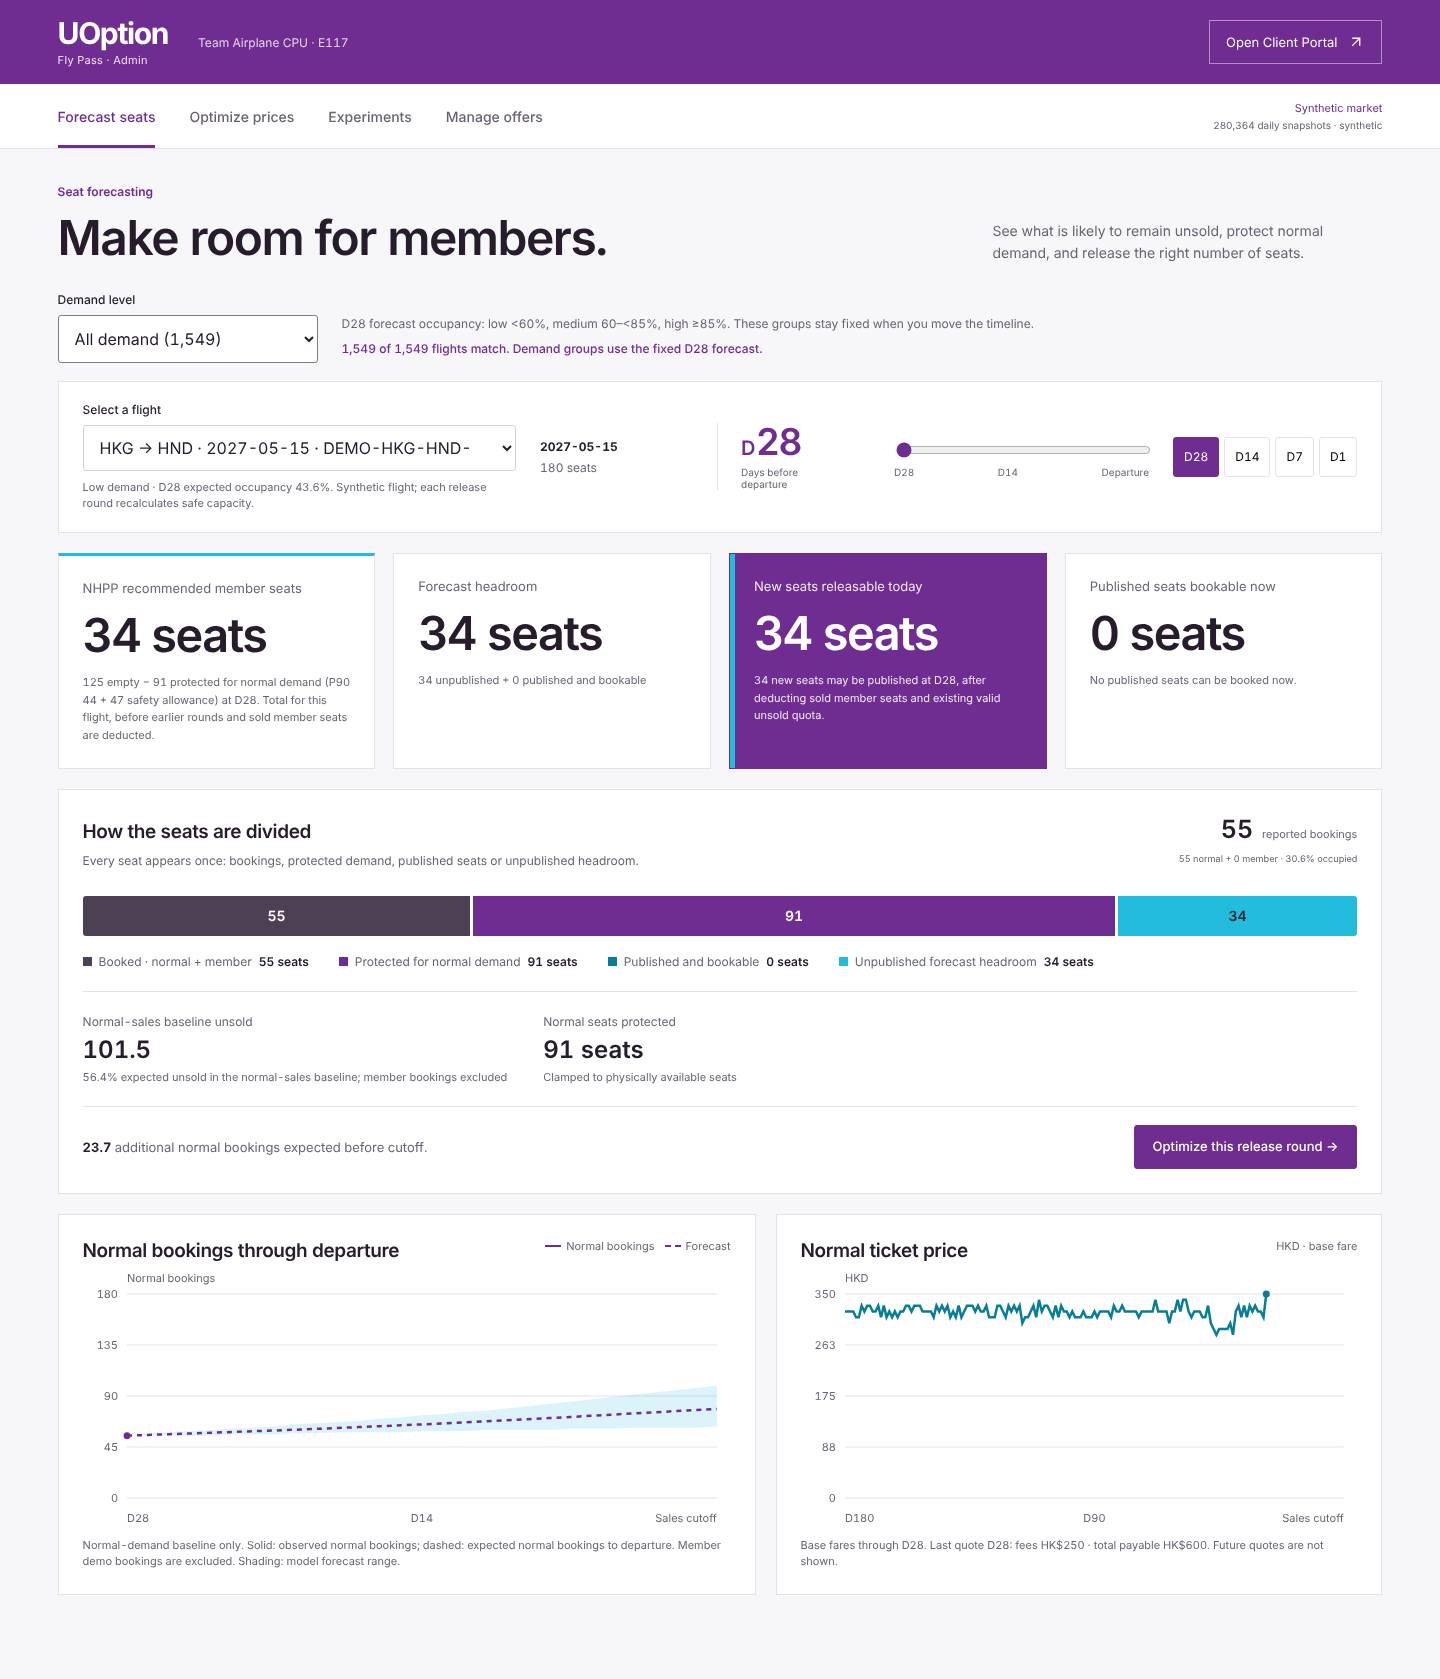 UOption
Fly Pass · Admin
Team Airplane CPU · E117
Open Client Portal
Forecast seats
Optimize prices
Experiments
Manage offers
Synthetic market
280,364 daily snapshots · synthetic
Seat forecasting
Make room for members.
See what is likely to remain unsold, protect normal
demand, and release the right number of seats.
Demand level
All demand (1,549)
D28 forecast occupancy: low <60%, medium 60–<85%, high ≥85%. These groups stay fixed when you move the timeline.
1,549 of 1,549 flights match. Demand groups use the fixed D28 forecast.
Select a flight
HKG → HND · 2027-05-15 · DEMO-HKG-HND-
Low demand · D28 expected occupancy 43.6%. Synthetic flight; each release
round recalculates safe capacity.
2027-05-15
180 seats
D28
Days before
departure
D28
D14
Departure
D28
D14
D7
D1
NHPP recommended member seats
34 seats
125 empty − 91 protected for normal demand (P90
44 + 47 safety allowance) at D28. Total for this
flight, before earlier rounds and sold member seats
are deducted.
Forecast headroom
34 seats
34 unpublished + 0 published and bookable
New seats releasable today
34 seats
34 new seats may be published at D28, after
deducting sold member seats and existing valid
unsold quota.
Published seats bookable now
0 seats
No published seats can be booked now.
How the seats are divided
Every seat appears once: bookings, protected demand, published seats or unpublished headroom.
55 reported bookings
55 normal + 0 member · 30.6% occupied
55
91
34
Booked · normal + member 55 seats
Protected for normal demand 91 seats
Published and bookable 0 seats
Unpublished forecast headroom 34 seats
Normal-sales baseline unsold
101.5
56.4% expected unsold in the normal-sales baseline; member bookings excluded
Normal seats protected
91 seats
Clamped to physically available seats
23.7 additional normal bookings expected before cutoff.
Optimize this release round →
Normal bookings through departure
Normal bookings
Forecast
Normal bookings
180
135
90
45
0
D28
D14
Sales cutoff
Normal-demand baseline only. Solid: observed normal bookings; dashed: expected normal bookings to departure. Member
demo bookings are excluded. Shading: model forecast range.
Normal ticket price
HKD · base fare
HKD
350
263
175
88
0
D180
D90
Sales cutoff
Base fares through D28. Last quote D28: fees HK$250 · total payable HK$600. Future quotes are not
shown.